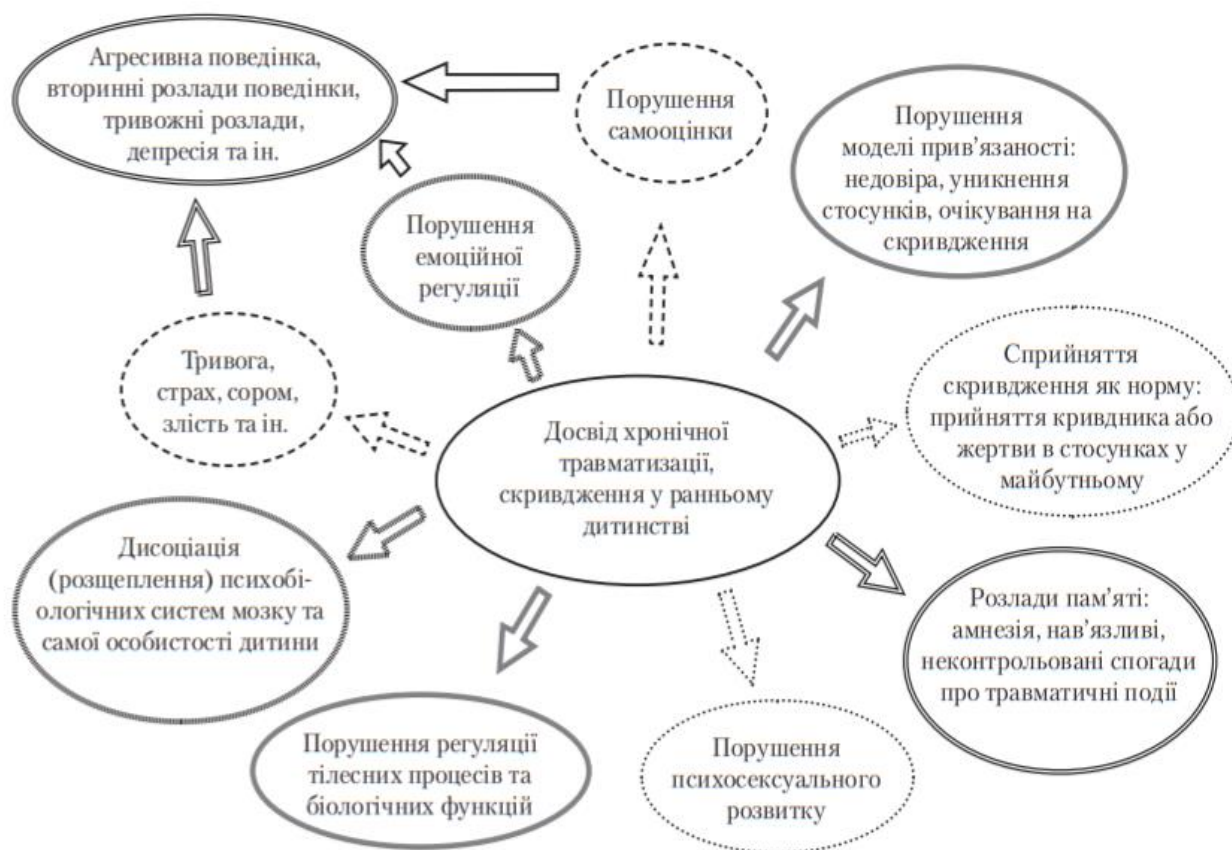 Агресивна поведінка,
вторинні розлади поведінки,
тривожні розлади,
депресія та ін.
Порушення
самооцінки
Порушення
моделі прив’язаності:
недовіра, уникнення
стосунків, очікування на
скривдження
Порушення
емоційної
регуляції
Тривога,
страх, сором,
злість та ін.
Досвід хронічної
травматизації,
скривдження у ранньому
дитинстві
Сприйняття
скривдження як норму:
прийняття кривдника або
жертви в стосунках у
майбутньому
Дисоціація
(розщеплення) психобі-
ологічних систем мозку та
самої особистості дитини
Розлади пам’яті:
амнезія, нав’язливі,
неконтрольовані спогади
про травматичні події
Порушення регуляції
тілесних процесів та
біологічних функцій
Порушення
психосексуального
розвитку